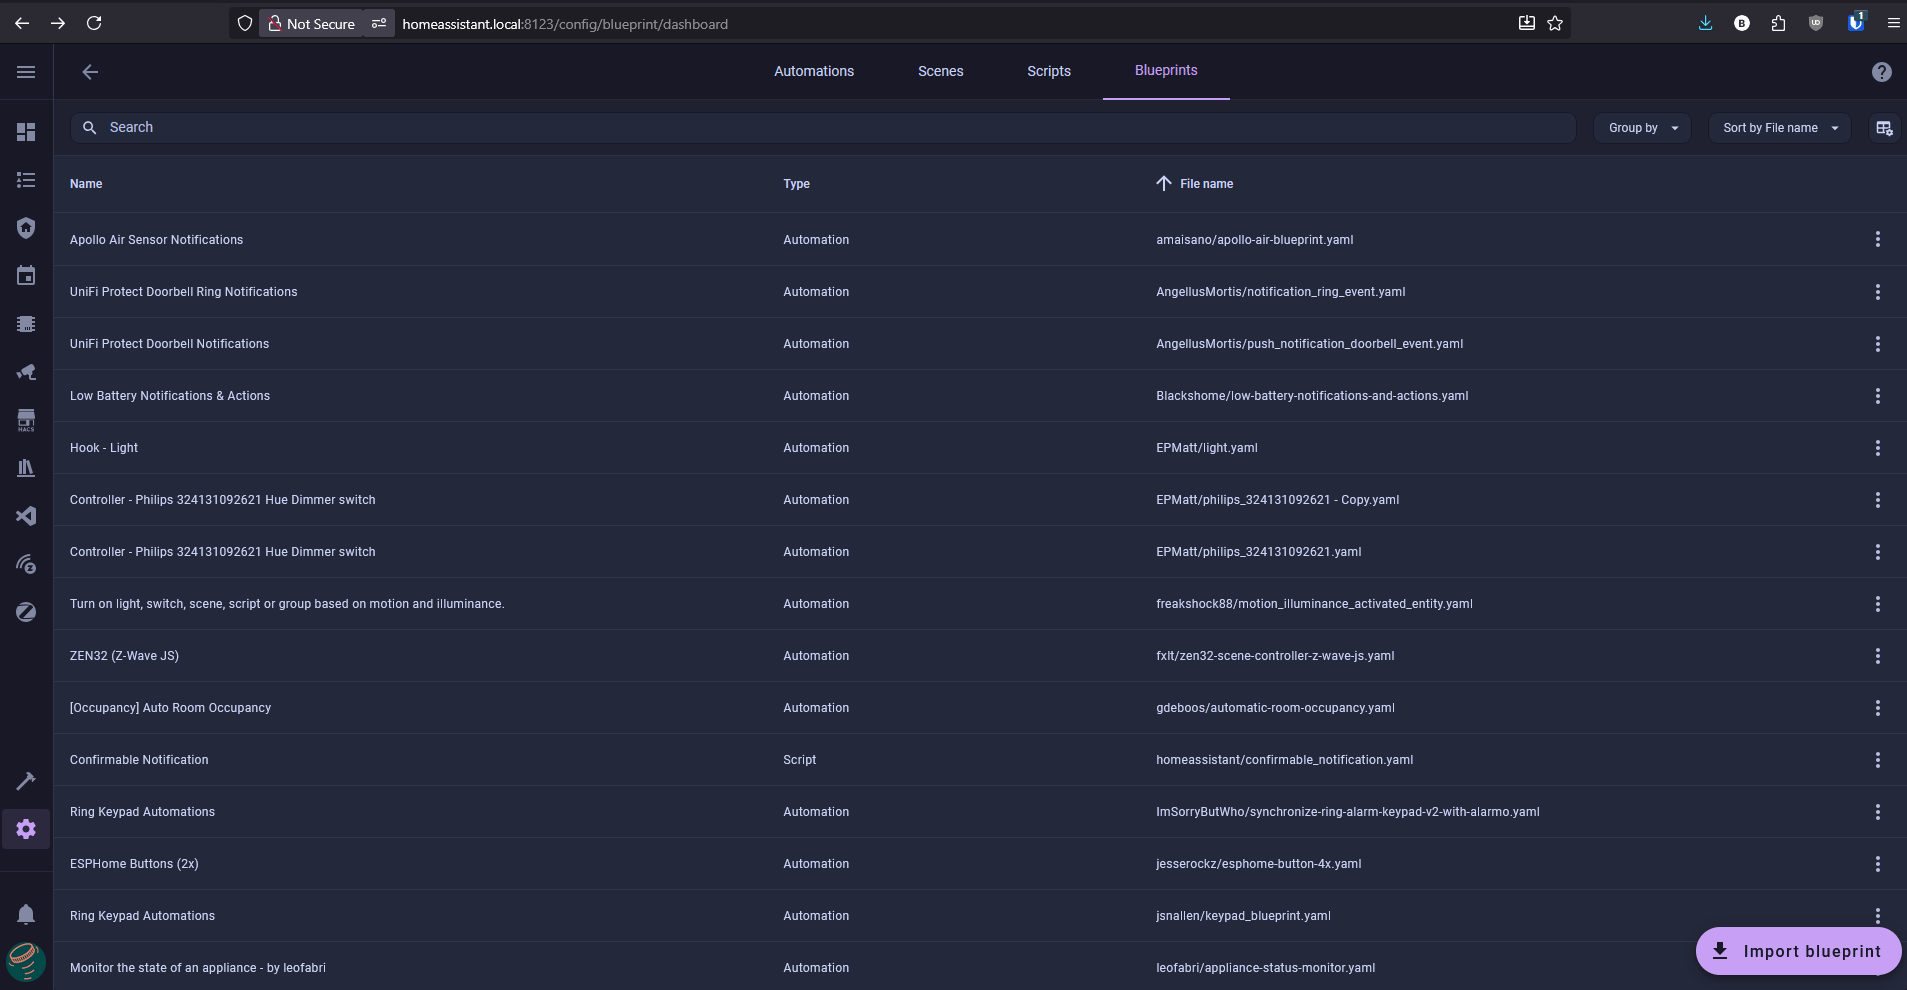 Not Secure homeassistant.local:8123/config/blueprint/dashboard B UD 1
Automations Scenes Scripts Blueprints ?
Search Group by Sort by File name
Name Type File name
Apollo Air Sensor Notifications Automation amaisano/apollo-air-blueprint.yaml
UniFi Protect Doorbell Ring Notifications Automation AngellusMortis/notification_ring_event.yaml
UniFi Protect Doorbell Notifications Automation AngellusMortis/push_notification_doorbell_event.yaml
Low Battery Notifications & Actions Automation Blackshome/low-battery-notifications-and-actions.yaml
HACS
Hook - Light Automation EPMatt/light.yaml
Controller - Philips 324131092621 Hue Dimmer switch Automation EPMatt/philips_324131092621 - Copy.yaml
Controller - Philips 324131092621 Hue Dimmer switch Automation EPMatt/philips_324131092621.yaml
Turn on light, switch, scene, script or group based on motion and illuminance. Automation freakshock88/motion_illuminance_activated_entity.yaml
ZEN32 (Z-Wave JS) Automation fxlt/zen32-scene-controller-z-wave-js.yaml
[Occupancy] Auto Room Occupancy Automation gdeboos/automatic-room-occupancy.yaml
Confirmable Notification Script homeassistant/confirmable_notification.yaml
Ring Keypad Automations Automation ImSorryButWho/synchronize-ring-alarm-keypad-v2-with-alarmo.yaml
ESPHome Buttons (2x) Automation jesserockz/esphome-button-4x.yaml
Ring Keypad Automations Automation jsnallen/keypad_blueprint.yaml
Import blueprint
Monitor the state of an appliance - by leofabri Automation leofabri/appliance-status-monitor.yaml